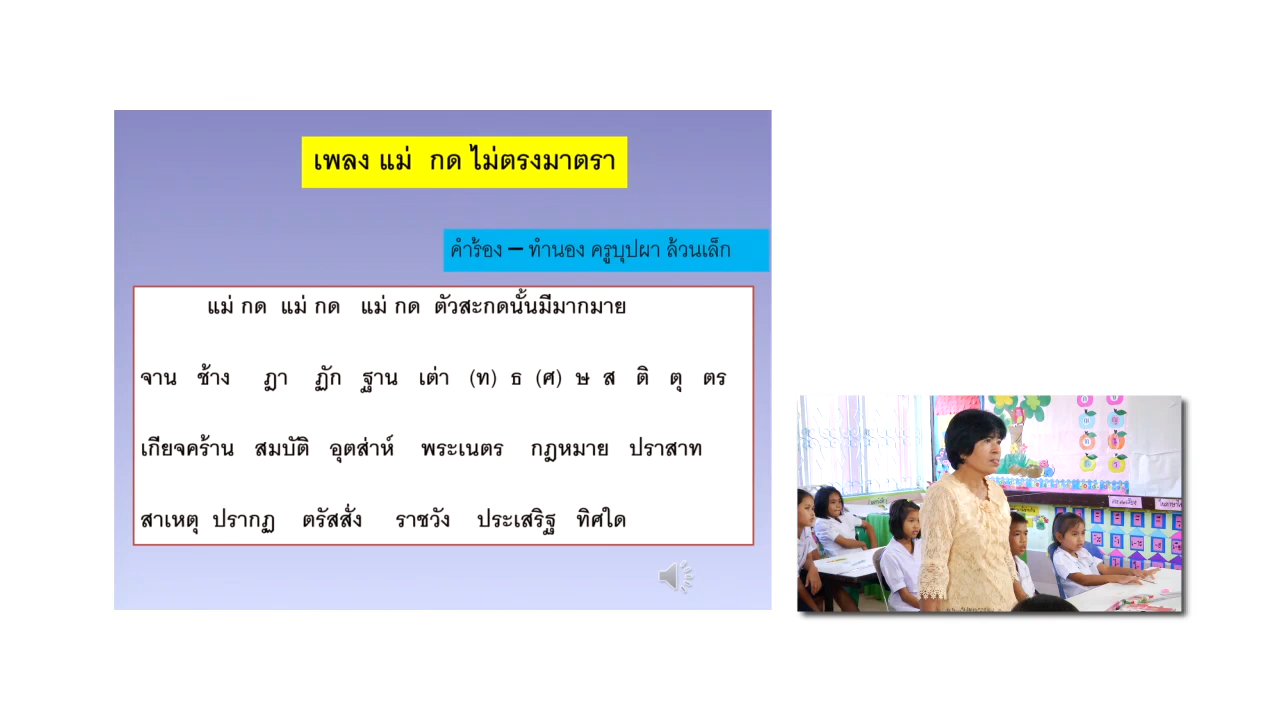 เพลง แม่ กด ไม่ตรงมาตรา
คำร้อง – ทำนอง ครูบุปผา ล้วนเล็ก
แม่ กด แม่ กด แม่ กด ตัวสะกดนั้นมีมากมาย
จาน ช้าง ฎา ฏัก ฐาน เต่า (ท) ธ (ศ) ษ ส ติ ตุ ตร
เกียจคร้าน สมบัติ อุตส่าห์ พระเนตร กฎหมาย ปราสาท
สาเหตุ ปรากฏ ตรัสสั่ง ราชวัง ประเสริฐ ทิศใด